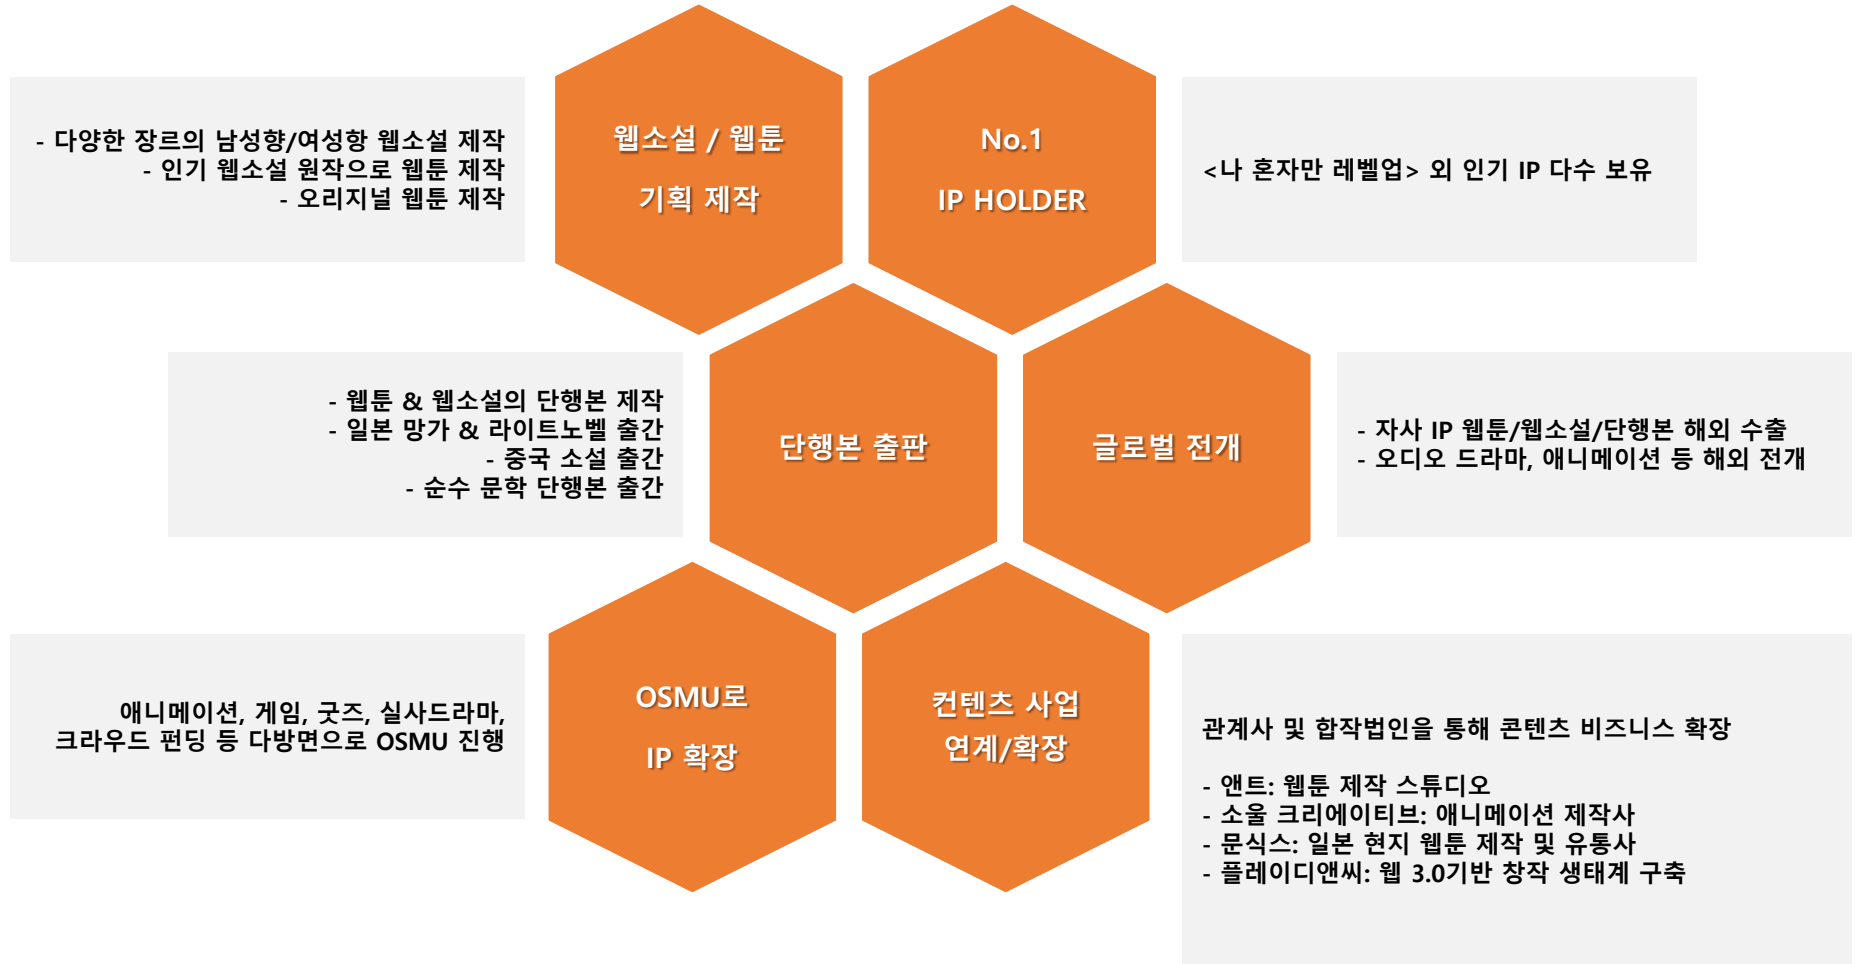 - 다양한 장르의 남성향/여성항 웹소설 제작
- 인기 웹소설 원작으로 웹툰 제작
- 오리지널 웹툰 제작
웹소설 / 웹툰
기획 제작
No.1
IP HOLDER
<나 혼자만 레벨업> 외 인기 IP 다수 보유
- 웹툰 & 웹소설의 단행본 제작
- 일본 망가 & 라이트노벨 출간
- 중국 소설 출간
- 순수 문학 단행본 출간
단행본 출판
글로벌 전개
- 자사 IP 웹툰/웹소설/단행본 해외 수출
- 오디오 드라마, 애니메이션 등 해외 전개
애니메이션, 게임, 굿즈, 실사드라마,
크라우드 펀딩 등 다방면으로 OSMU 진행
OSMU로
IP 확장
컨텐츠 사업
연계/확장
관계사 및 합작법인을 통해 콘텐츠 비즈니스 확장
- 앤트: 웹툰 제작 스튜디오
- 소울 크리에이티브: 애니메이션 제작사
- 문식스: 일본 현지 웹툰 제작 및 유통사
- 플레이디앤씨: 웹 3.0기반 창작 생태계 구축